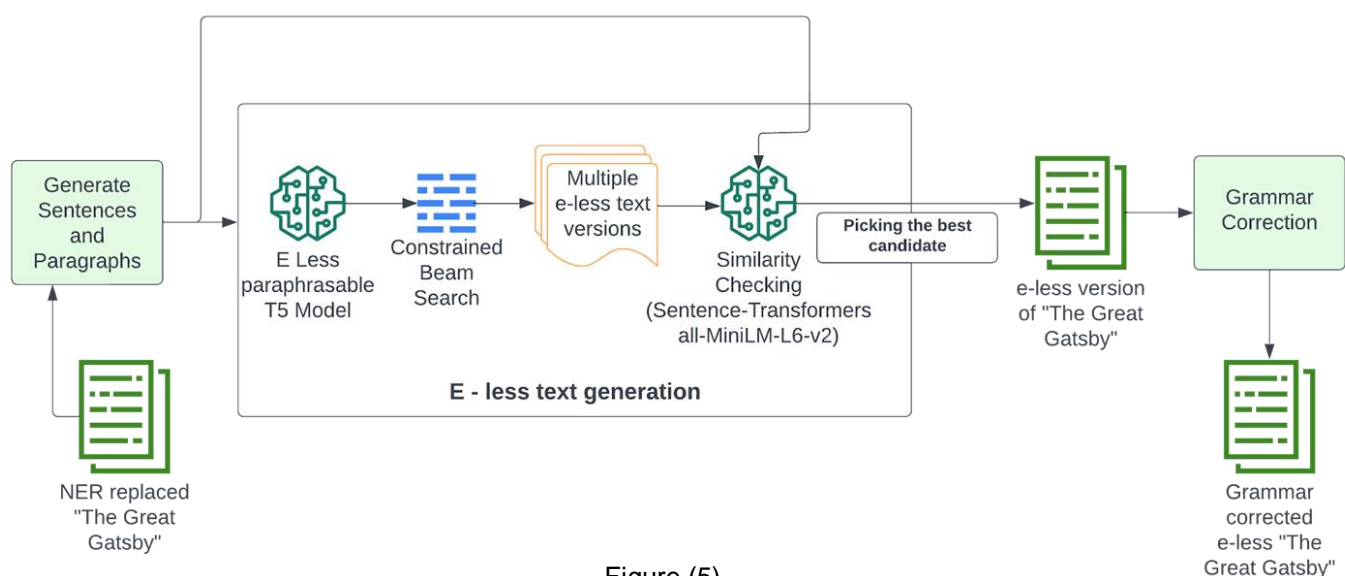 Generate
Sentences
and
Paragraphs
NER replaced
"The Great
Gatsby"
E Less
paraphrasable
T5 Model
Constrained
Beam
Search
Multiple
e-less text
versions
Similarity
Checking
(Sentence-Transformers
all-MiniLM-L6-v2)
Picking the best
candidate
E - less text generation
e-less version
of "The Great
Gatsby"
Grammar
Correction
Grammar
corrected
e-less "The
Great Gatsby"
Figure (5)